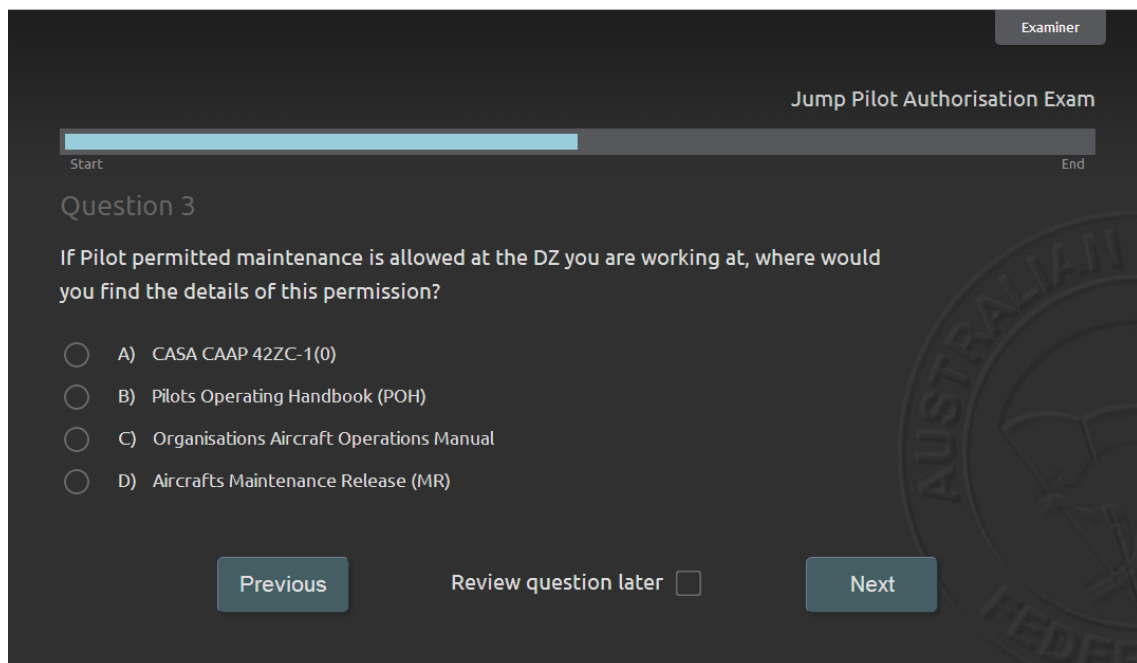 Examiner
Jump Pilot Authorisation Exam
Start
End
Question 3
If Pilot permitted maintenance is allowed at the DZ you are working at, where would
you find the details of this permission?
A) CASA CAAP 42ZC-1(0)
B) Pilots Operating Handbook (POH)
C) Organisations Aircraft Operations Manual
D) Aircrafts Maintenance Release (MR)
Previous
Review question later
Next
AUSTRALIAN